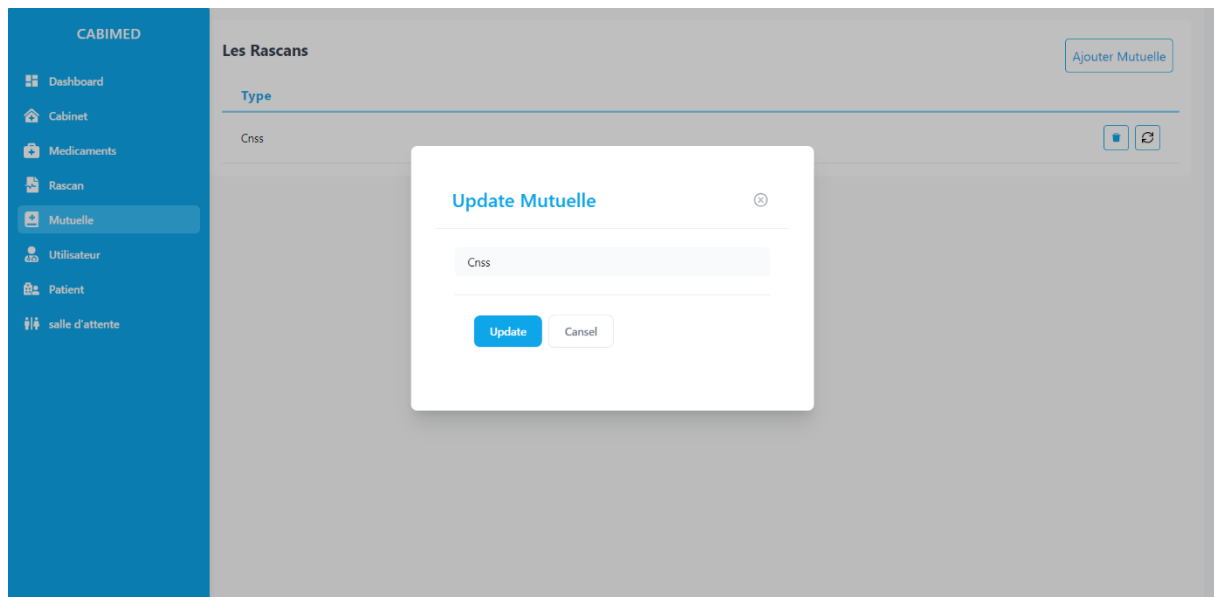 CABIMED
Dashboard
Cabinet
Medicaments
Rascan
Mutuelle
Utilisateur
Patient
salle d'attente
Les Rascans
Ajouter Mutuelle
Type
Cnss
Update Mutuelle
Cnss
Update
Cansel